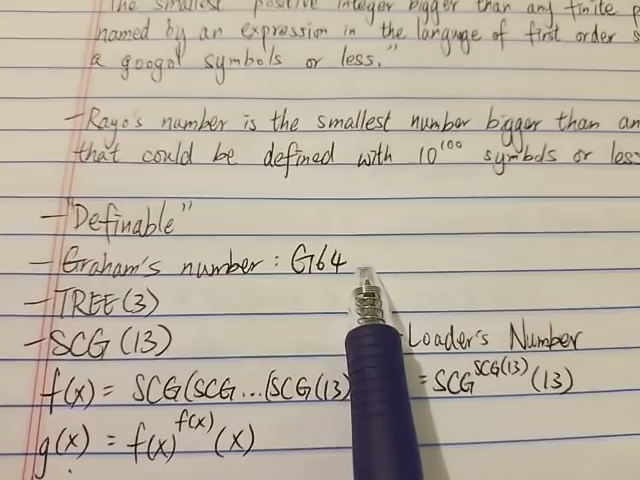 "The smallest positive integer bigger than any finite p
named by an expression in the language of first order s
a googol symbols or less."
- Rayo's number is the smallest number bigger than an
that could be defined with 10^100 symbols or les
- "Definable"
- Graham's number : G64
- TREE(3)
- SCG (13)
- Loader's Number
f(x) = SCG(SCG...(SCG(13) = SCG^SCG(13) (13)
g(x) = f(x)^f(x) (x)